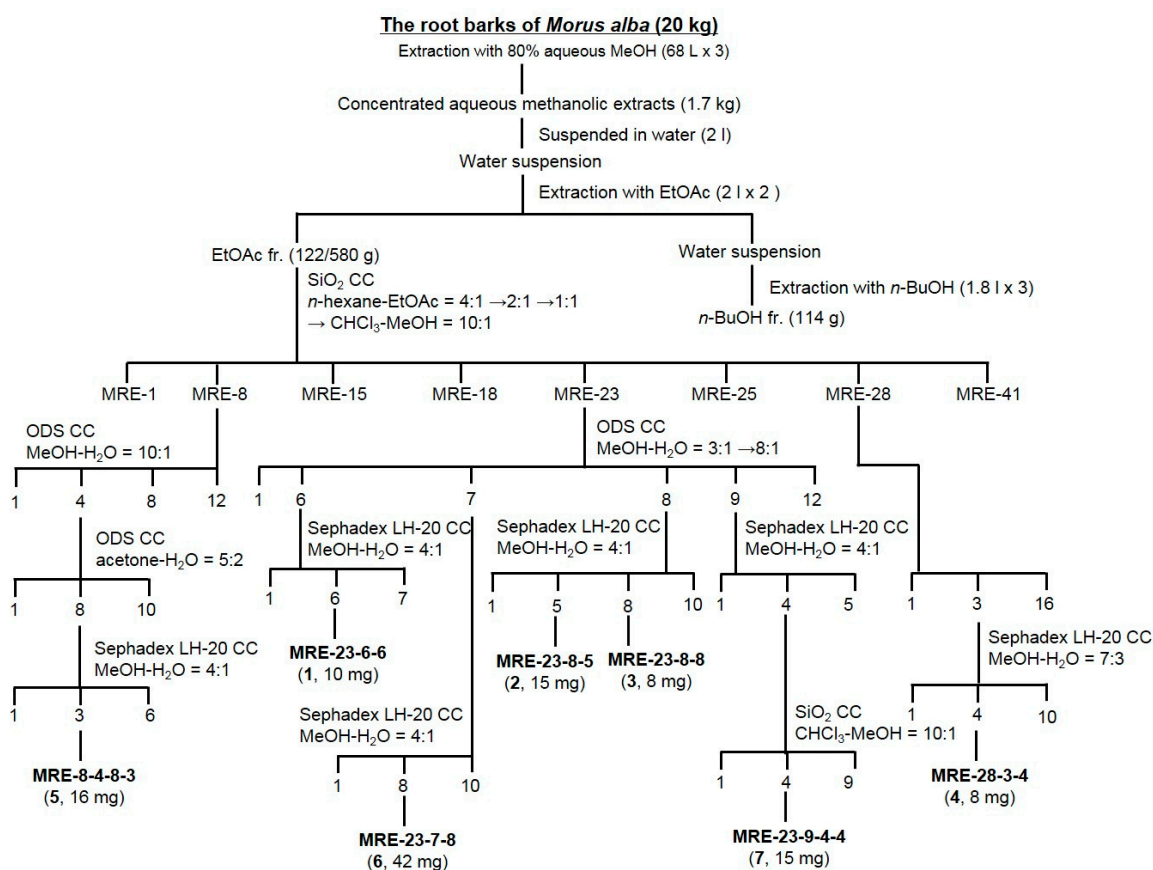 The root barks of Morus alba (20 kg)
Extraction with 80% aqueous MeOH (68 L x 3)
Concentrated aqueous methanolic extracts (1.7 kg)
Suspended in water (2 l)
Water suspension
Extraction with EtOAc (2 l x 2 )
EtOAc fr. (122/580 g)
SiO₂ CC
n-hexane-EtOAc = 4:1 →2:1 →1:1
→ CHCl₃-MeOH = 10:1
Water suspension
Extraction with n-BuOH (1.8 l x 3)
n-BuOH fr. (114 g)
MRE-1 MRE-8 MRE-15 MRE-18 MRE-23 MRE-25 MRE-28 MRE-41
ODS CC
MeOH-H₂O = 10:1
1 4 8 12
ODS CC
acetone-H₂O = 5:2
1 8 10
Sephadex LH-20 CC
MeOH-H₂O = 4:1
1 3 6
MRE-8-4-8-3
(5, 16 mg)
ODS CC
MeOH-H₂O = 3:1 →8:1
1 6 7 8 9 12
Sephadex LH-20 CC
MeOH-H₂O = 4:1
1 6 7
MRE-23-6-6
(1, 10 mg)
Sephadex LH-20 CC
MeOH-H₂O = 4:1
1 8 10
MRE-23-7-8
(6, 42 mg)
Sephadex LH-20 CC
MeOH-H₂O = 4:1
1 5 8 10
MRE-23-8-5
(2, 15 mg)
MRE-23-8-8
(3, 8 mg)
Sephadex LH-20 CC
MeOH-H₂O = 4:1
1 4 5
SiO₂ CC
CHCl₃-MeOH = 10:1
1 4 9
MRE-23-9-4-4
(7, 15 mg)
1 3 16
Sephadex LH-20 CC
MeOH-H₂O = 7:3
1 4 10
MRE-28-3-4
(4, 8 mg)